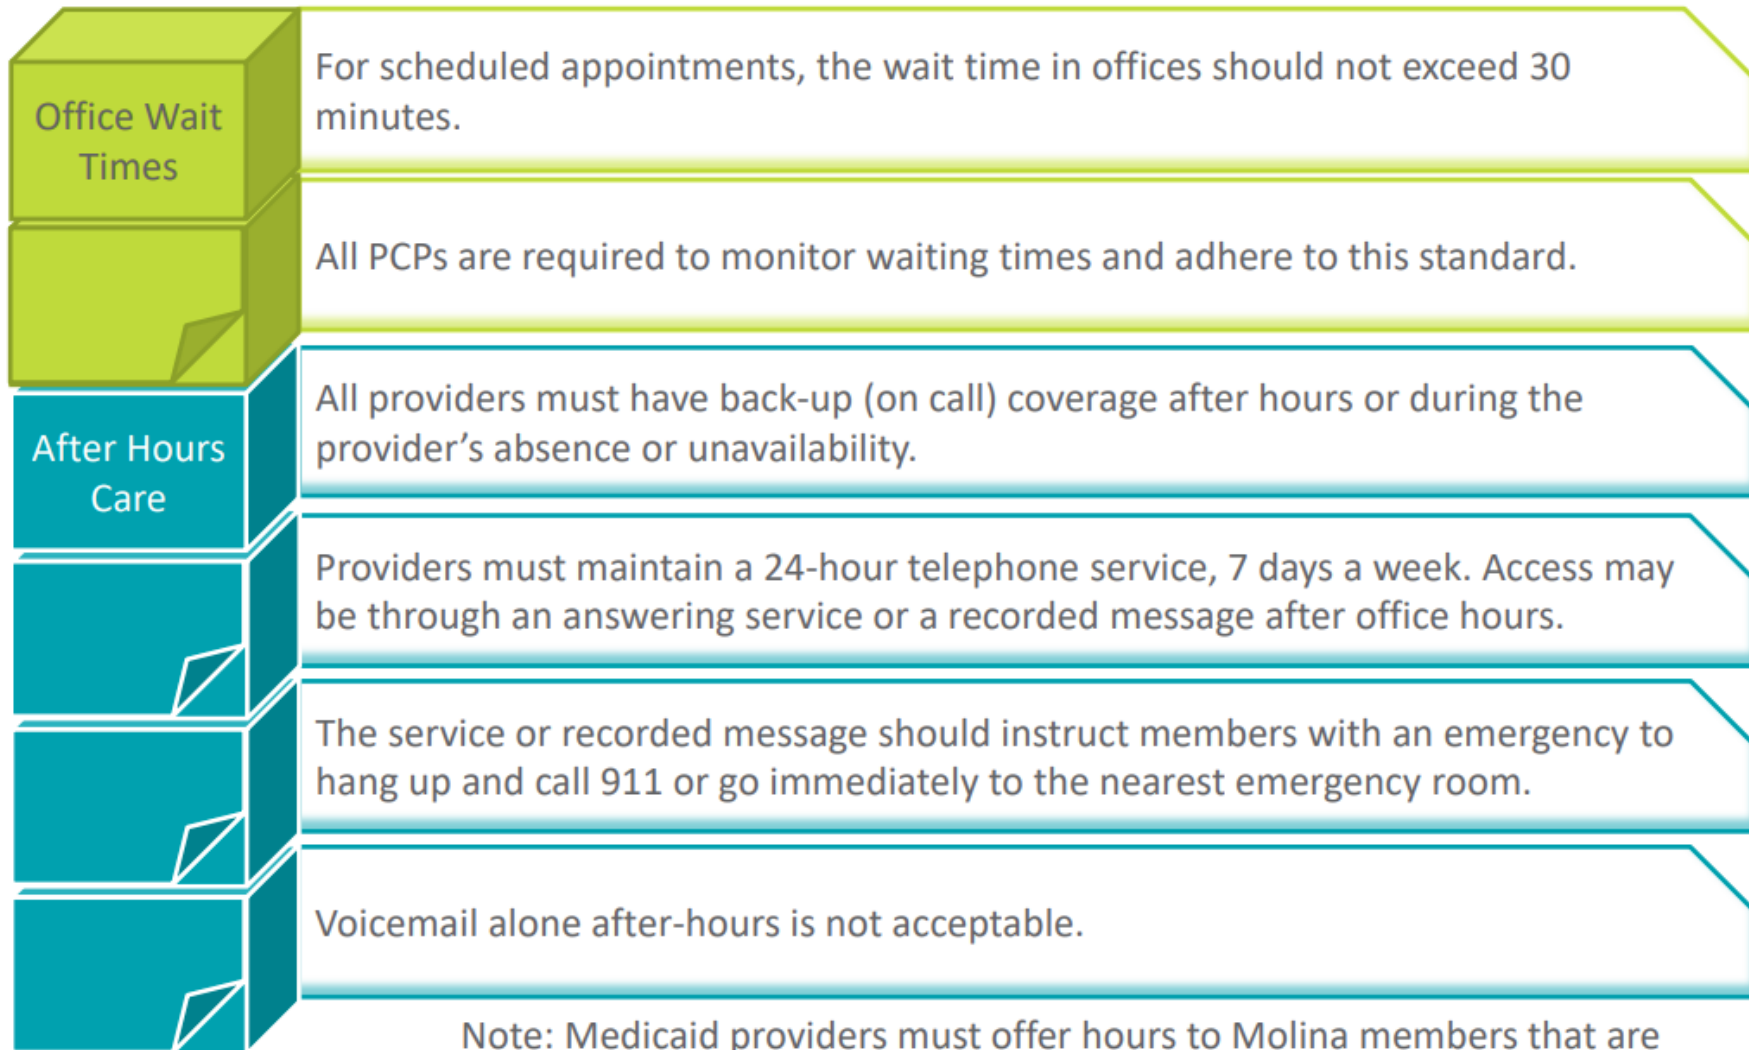 Office Wait
Times
For scheduled appointments, the wait time in offices should not exceed 30
minutes.
All PCPs are required to monitor waiting times and adhere to this standard.
After Hours
Care
All providers must have back-up (on call) coverage after hours or during the
provider’s absence or unavailability.
Providers must maintain a 24-hour telephone service, 7 days a week. Access may
be through an answering service or a recorded message after office hours.
The service or recorded message should instruct members with an emergency to
hang up and call 911 or go immediately to the nearest emergency room.
Voicemail alone after-hours is not acceptable.
Note: Medicaid providers must offer hours to Molina members that are